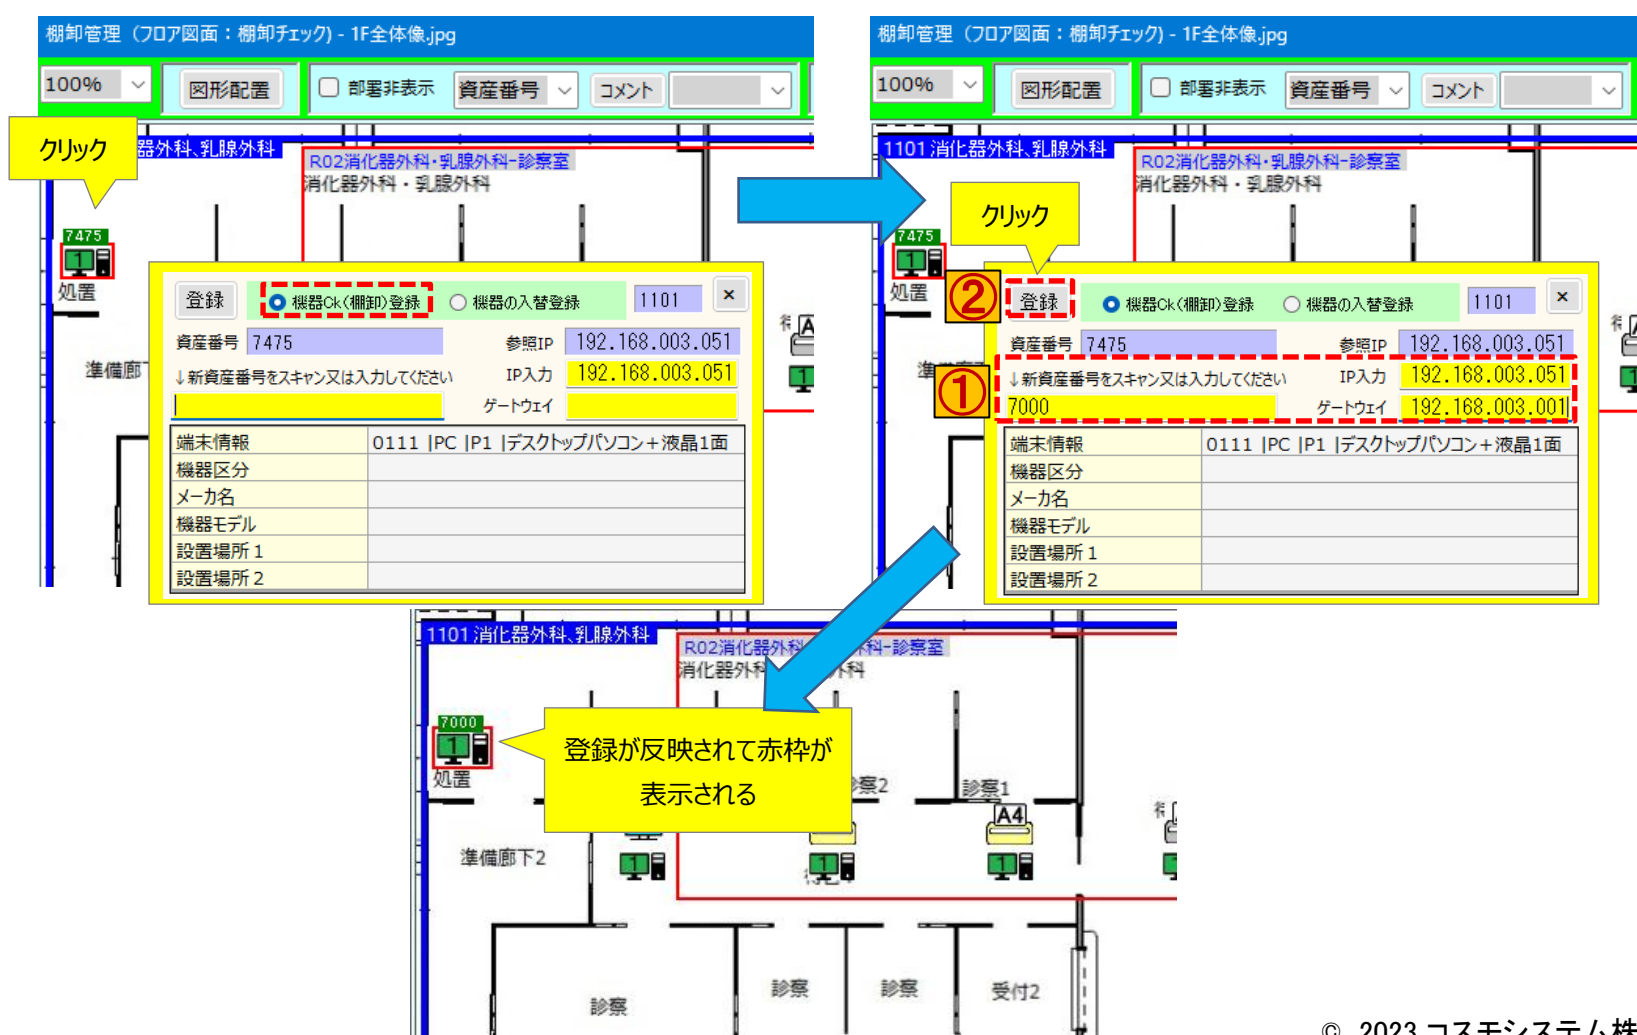 棚卸管理（フロア図面：棚卸チェック) - 1F全体像.jpg
100%
図形配置
部署非表示
資産番号
コメント
クリック
器外科、乳腺外科
R02消化器外科・乳腺外科-診察室
消化器外科・乳腺外科
7475
1
処置
準備廊
登録
機器Ck(棚卸)登録
機器の入替登録
1101
×
資産番号
7475
参照IP
192.168.003.051
↓新資産番号をスキャン又は入力してください
IP入力
192.168.003.051
ゲートウェイ
端末情報
0111 |PC |P1 |デスクトップパソコン＋液晶1面
機器区分
メーカ名
機器モデル
設置場所１
設置場所２
棚卸管理（フロア図面：棚卸チェック) - 1F全体像.jpg
100%
図形配置
部署非表示
資産番号
コメント
1101 消化器外科、乳腺外科
R02消化器外科・乳腺外科-診察室
消化器外科・乳腺外科
クリック
7475
1
処置
②
登録
機器Ck(棚卸)登録
機器の入替登録
1101
×
資産番号
7475
参照IP
192.168.003.051
①
↓新資産番号をスキャン又は入力してください
IP入力
192.168.003.051
7000
ゲートウェイ
192.168.003.001
端末情報
0111 |PC |P1 |デスクトップパソコン＋液晶1面
機器区分
メーカ名
機器モデル
設置場所１
設置場所２
1101 消化器外科、乳腺外科
R02消化器外科
科-診察室
消化器外科
外科
7000
1
処置
登録が反映されて赤枠が
表示される
診察2
診察1
A4
準備廊下2
1
1
1
診察
診察
診察
受付2
© 2023 コスモシステム株